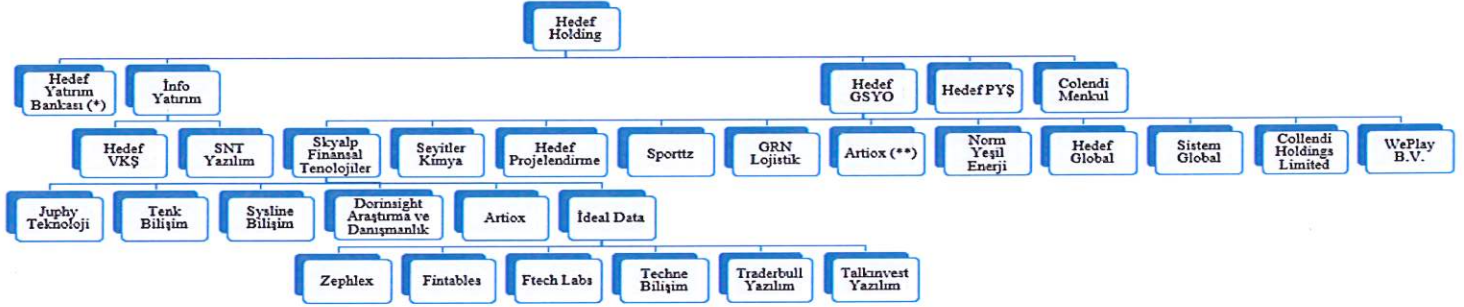 Hedef
Holding
Hedef
Yatırım
Bankası (*)
İnfo
Yatırım
Hedef
GSYO
Hedef PYŞ
Colendi
Menkul
Hedef
VKŞ
SNT
Yazılım
Skyalp
Finansal
Tenolojiler
Seyitler
Kimya
Hedef
Projelendirme
Sporttz
GRN
Lojistik
Artiox (**)
Norm
Yeşil
Enerji
Hedef
Global
Sistem
Global
Collendi
Holdings
Limited
WePlay
B.V.
Juphy
Teknoloji
Tenk
Bilişim
Sysline
Bilişim
Dorinsight
Araştırma ve
Danışmanlık
Artiox
İdeal Data
Zephlex
Fintables
Ftech Labs
Techne
Bilişim
Traderbull
Yazılım
Talkınvest
Yazılım